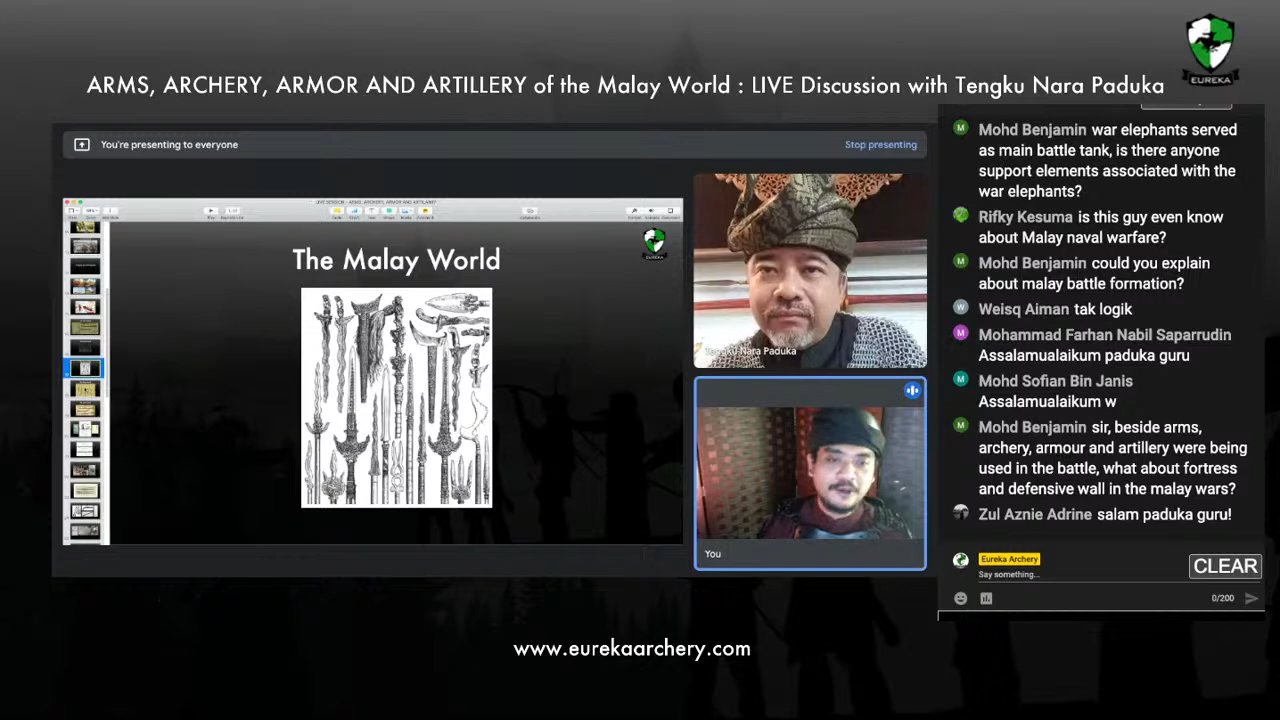 EUREKA
ARMS, ARCHERY, ARMOR AND ARTILLERY of the Malay World : LIVE Discussion with Tengku Nara Paduka
You're presenting to everyone
Stop presenting
The Malay World
Tengku Nara Paduka
You
Mohd Benjamin war elephants served
as main battle tank, is there anyone
support elements associated with the
war elephants?
Rifky Kesuma is this guy even know
about Malay naval warfare?
Mohd Benjamin could you explain
about malay battle formation?
Weisq Aiman tak logik
Mohammad Farhan Nabil Saparrudin
Assalamualaikum paduka guru
Mohd Sofian Bin Janis
Assalamualaikum w
Mohd Benjamin sir, beside arms,
archery, armour and artillery were being
used in the battle, what about fortress
and defensive wall in the malay wars?
Zul Aznie Adrine salam paduka guru!
Eureka Archery
Say something...
CLEAR
0/200
www.eurekaarchery.com